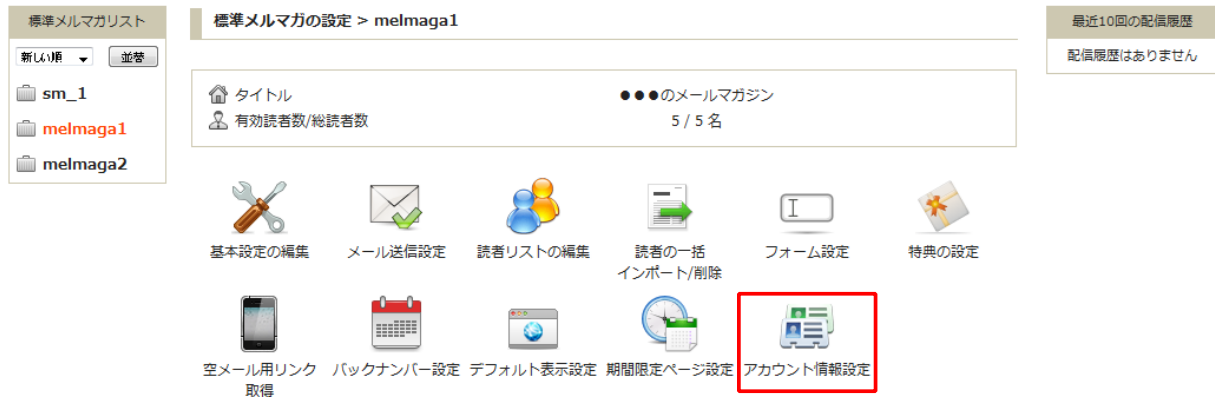 標準メルマガリスト
新しい順
並替
sm_1
melmaga1
melmaga2
標準メルマガの設定 > melmaga1
タイトル
●●●のメールマガジン
有効読者数/総読者数
5 / 5 名
基本設定の編集
メール送信設定
読者リストの編集
読者の一括
インポート/削除
フォーム設定
特典の設定
空メール用リンク
取得
バックナンバー設定
デフォルト表示設定
期間限定ページ設定
アカウント情報設定
最近10回の配信履歴
配信履歴はありません